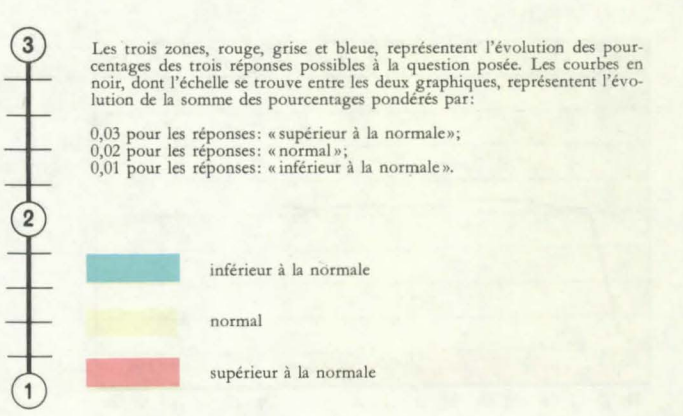 3
Les trois zones, rouge, grise et bleue, représentent l'évolution des pour-
centages des trois réponses possibles à la question posée. Les courbes en
noir, dont l'échelle se trouve entre les deux graphiques, représentent l'évo-
lution de la somme des pourcentages pondérés par:
0,03 pour les réponses: «supérieur à la normale»;
0,02 pour les réponses: «normal»;
0,01 pour les réponses: «inférieur à la normale».
2
inférieur à la normale
normal
supérieur à la normale
1